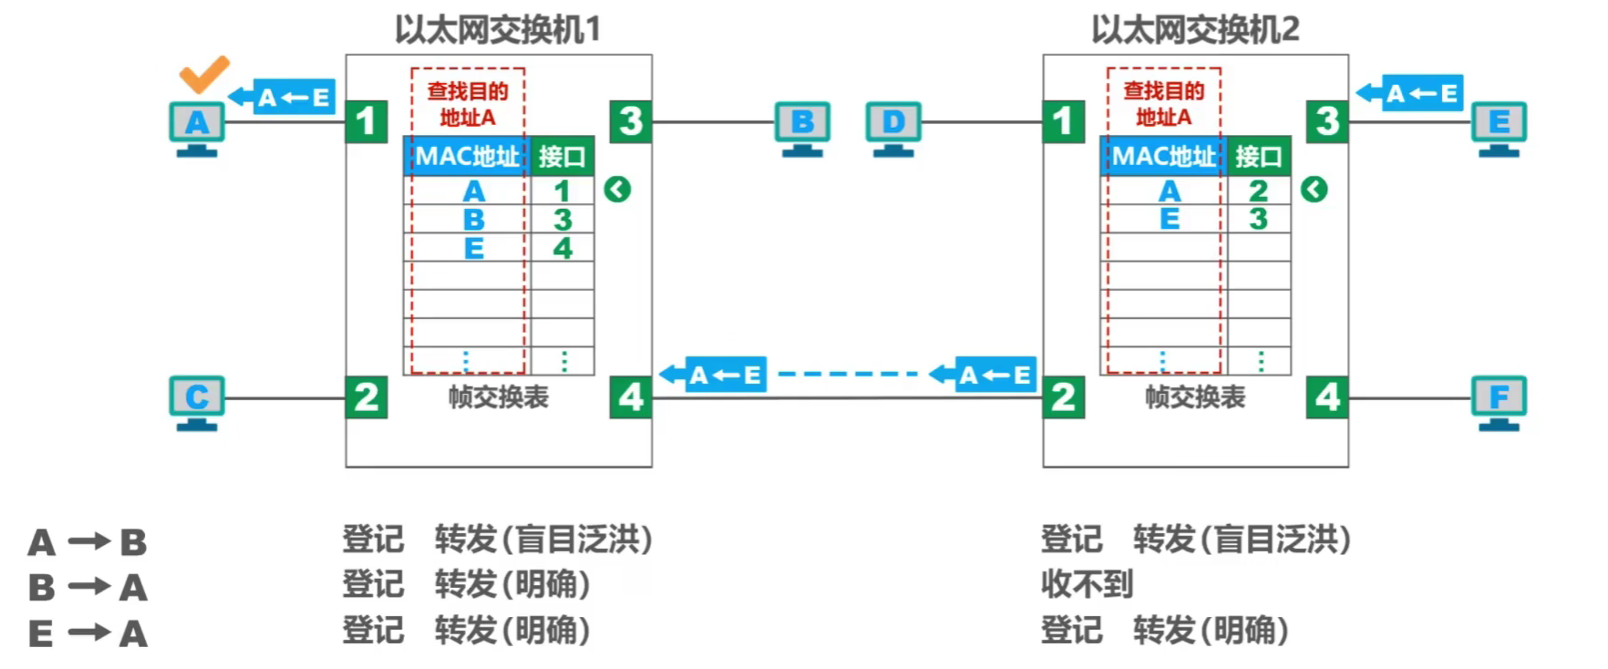 以太网交换机1
以太网交换机2
查找目的
地址A
查找目的
地址A
A←E
A←E
A
1
3
B
D
1
3
E
MAC地址 接口
A 1
B 3
E 4
⋮ ⋮
MAC地址 接口
A 2
E 3
⋮ ⋮
A←E
A←E
C
2
帧交换表
4
2
帧交换表
4
F
A→B 登记 转发(盲目泛洪) 登记 转发(盲目泛洪)
B→A 登记 转发(明确) 收不到
E→A 登记 转发(明确) 登记 转发(明确)